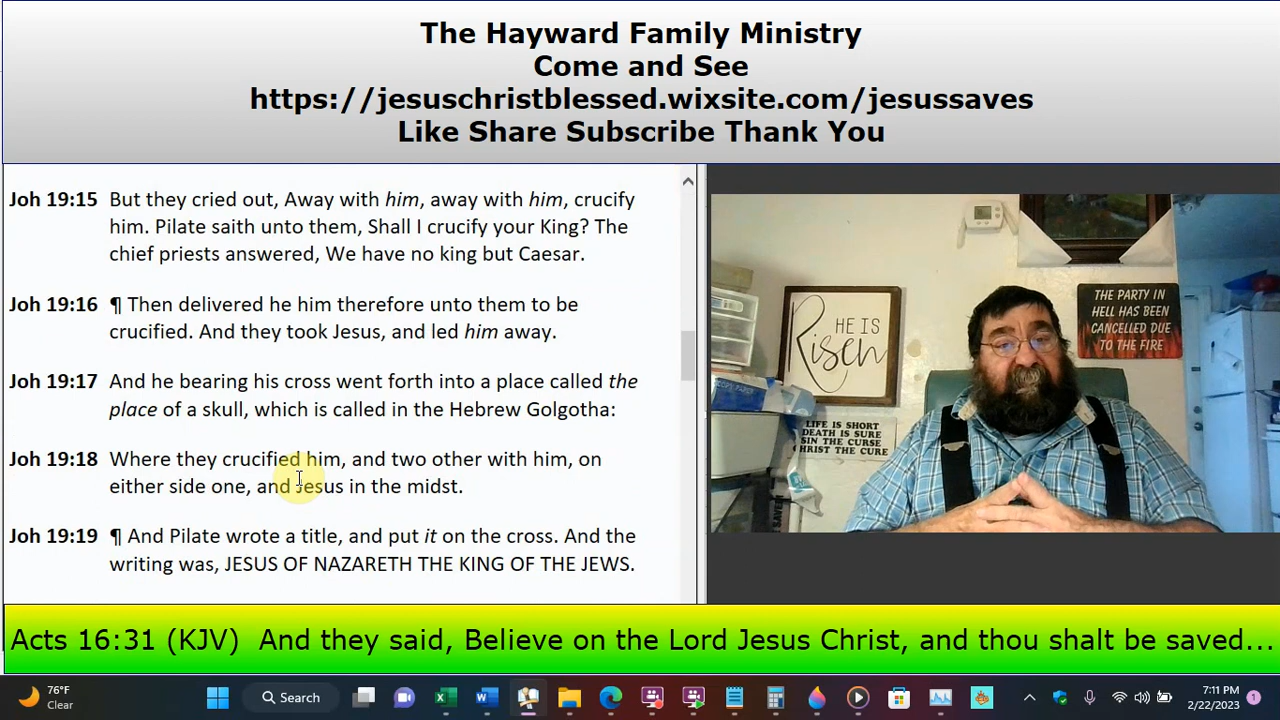 The Hayward Family Ministry
Come and See
https://jesuschristblessed.wixsite.com/jesussaves
Like Share Subscribe Thank You
Joh 19:15 But they cried out, Away with him, away with him, crucify
him. Pilate saith unto them, Shall I crucify your King? The
chief priests answered, We have no king but Caesar.
Joh 19:16 ¶ Then delivered he him therefore unto them to be
crucified. And they took Jesus, and led him away.
Joh 19:17 And he bearing his cross went forth into a place called the
place of a skull, which is called in the Hebrew Golgotha:
Joh 19:18 Where they crucified him, and two other with him, on
either side one, and Jesus in the midst.
Joh 19:19 ¶ And Pilate wrote a title, and put it on the cross. And the
writing was, JESUS OF NAZARETH THE KING OF THE JEWS.
HE IS
Risen
THE PARTY IN
HELL HAS BEEN
CANCELLED DUE
TO THE FIRE
COPY PAPER
LIFE IS SHORT
DEATH IS SURE
SIN THE CURSE
CHRIST THE CURE
Acts 16:31 (KJV) And they said, Believe on the Lord Jesus Christ, and thou shalt be saved...
76°F
Clear
Search
7:11 PM
2/22/2023
1